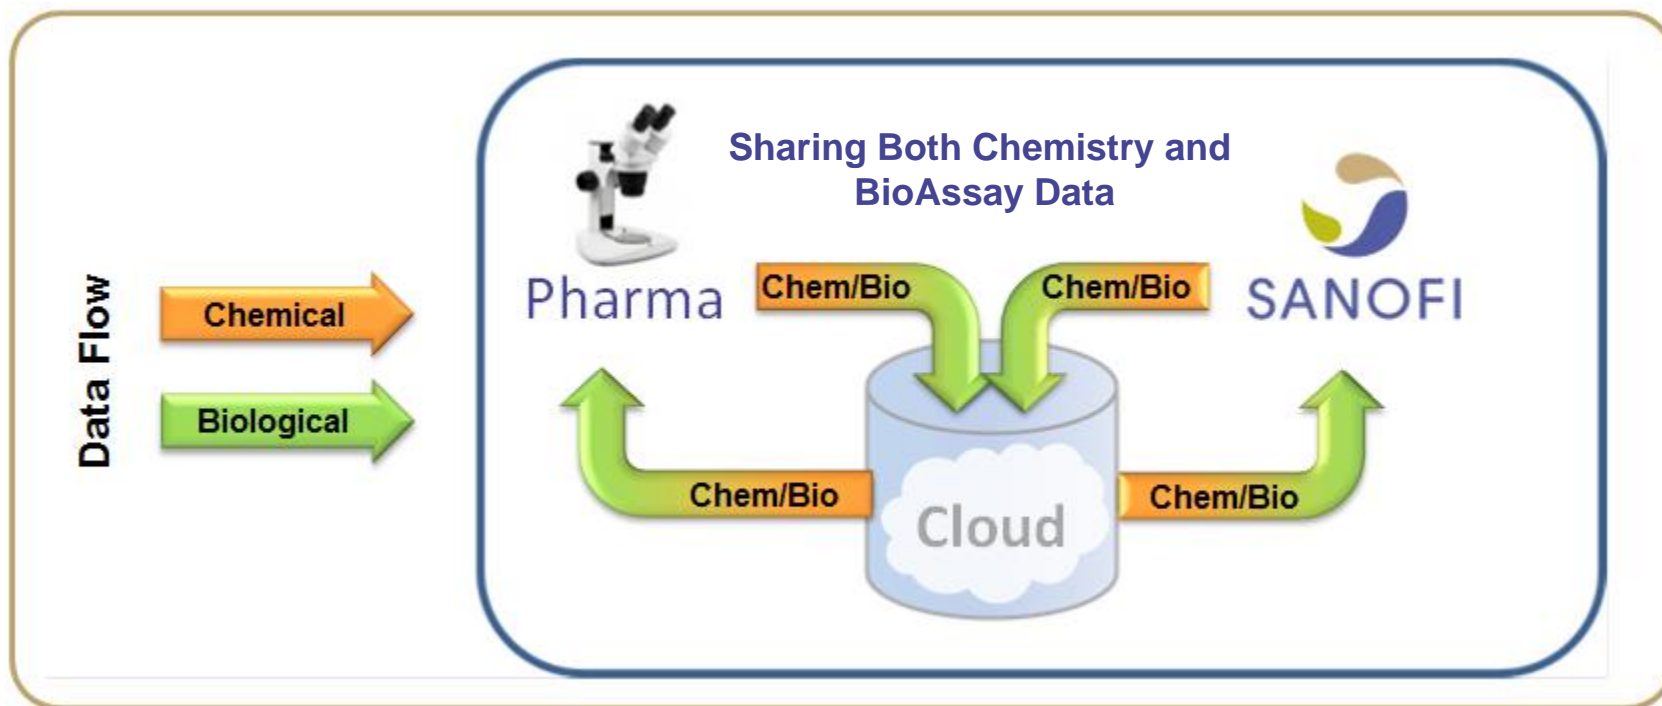 Data Flow
Chemical
Biological
Sharing Both Chemistry and
BioAssay Data
Pharma
Chem/Bio
Chem/Bio
SANOFI
Chem/Bio
Cloud
Chem/Bio